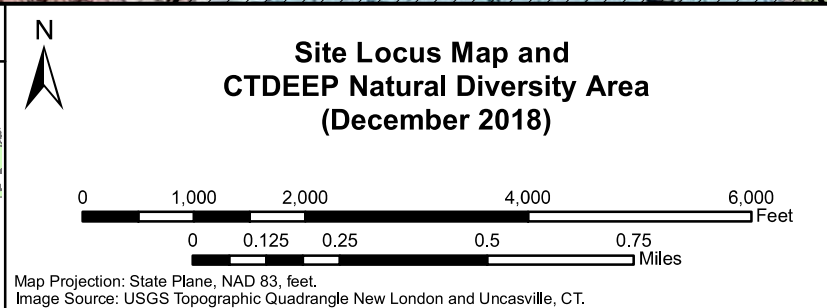 N
Site Locus Map and
CTDEEP Natural Diversity Area
(December 2018)
0 1,000 2,000 4,000 6,000
Feet
0 0.125 0.25 0.5 0.75
Miles
Map Projection: State Plane, NAD 83, feet.
Image Source: USGS Topographic Quadrangle New London and Uncasville, CT.